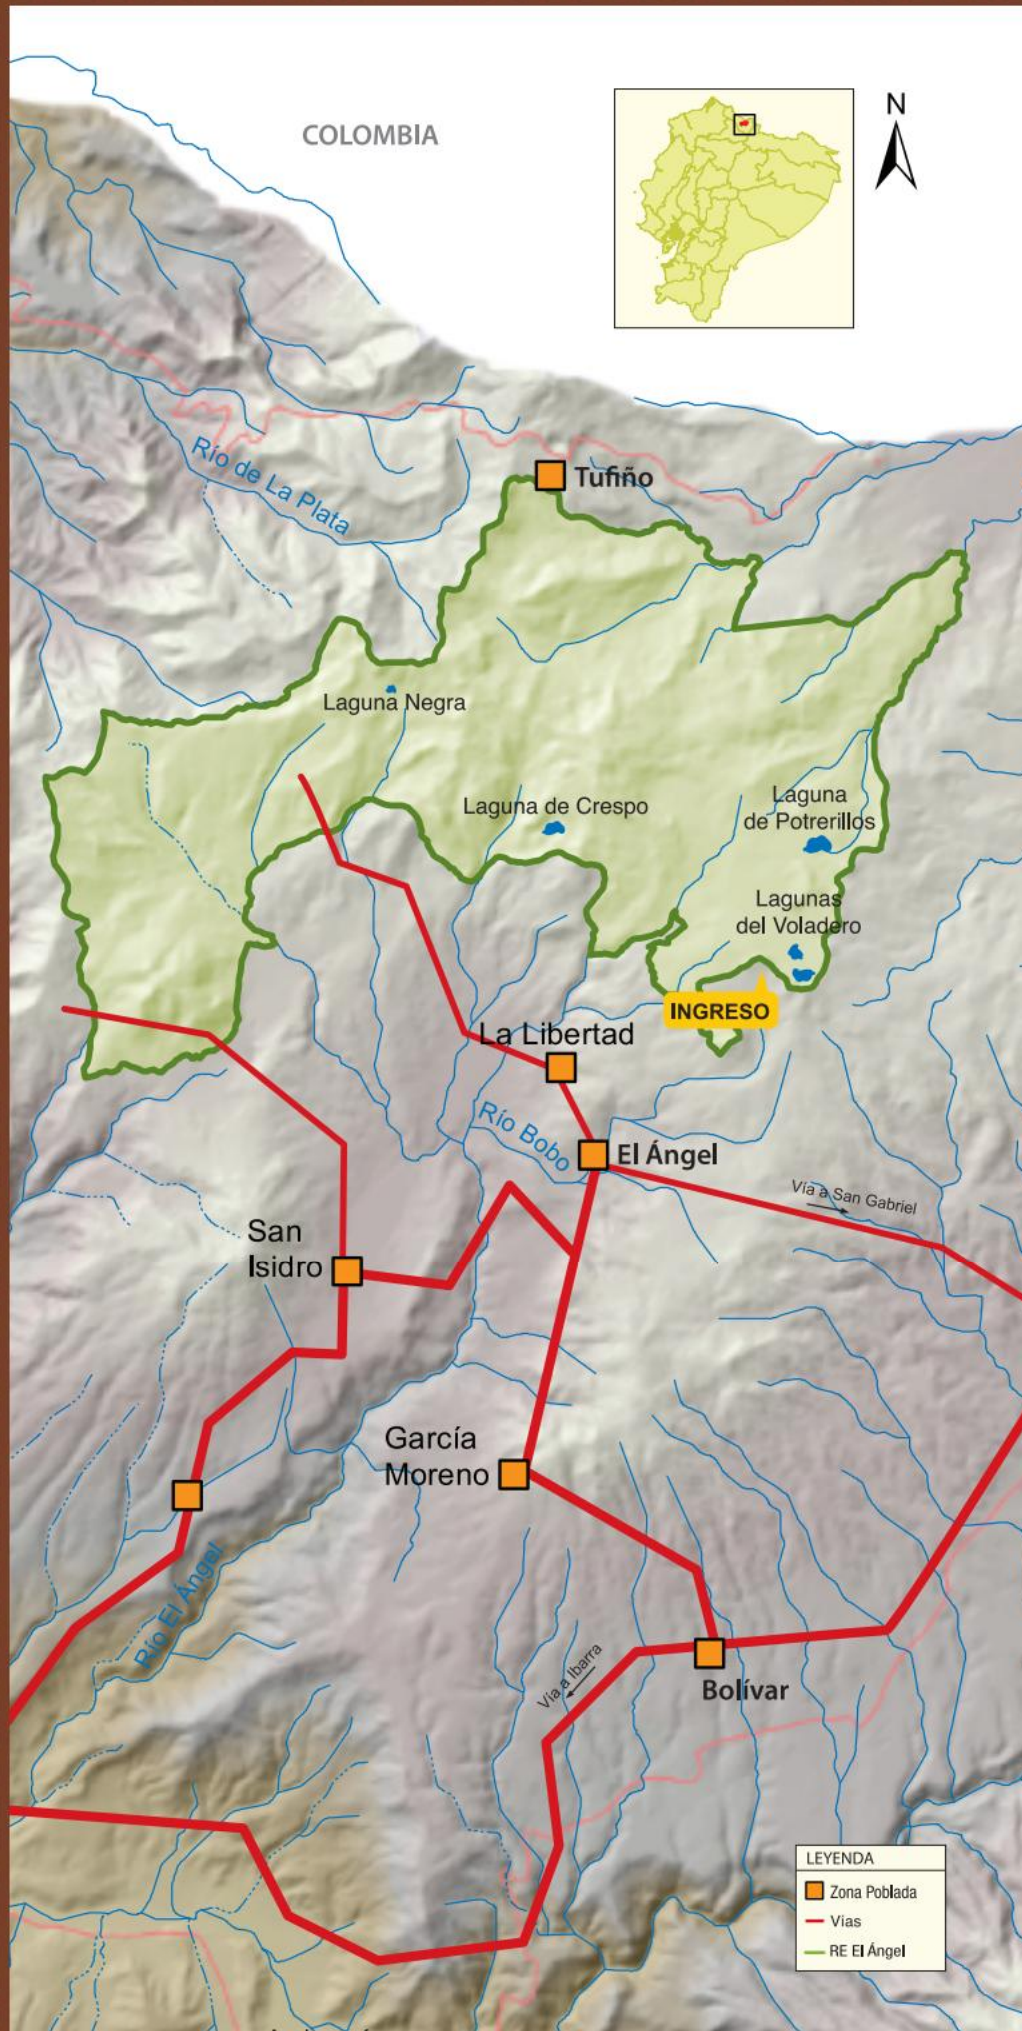 COLOMBIA
N
Río de La Plata
Tufiño
Laguna Negra
Laguna de Crespo
Laguna
de Potrerillos
Lagunas
del Voladero
INGRESO
La Libertad
Río Bobo
El Ángel
Vía a San Gabriel
San
Isidro
García
Moreno
Río El Ángel
Vía a Ibarra
Bolívar
LEYENDA
Zona Poblada
Vías
RE El Ángel